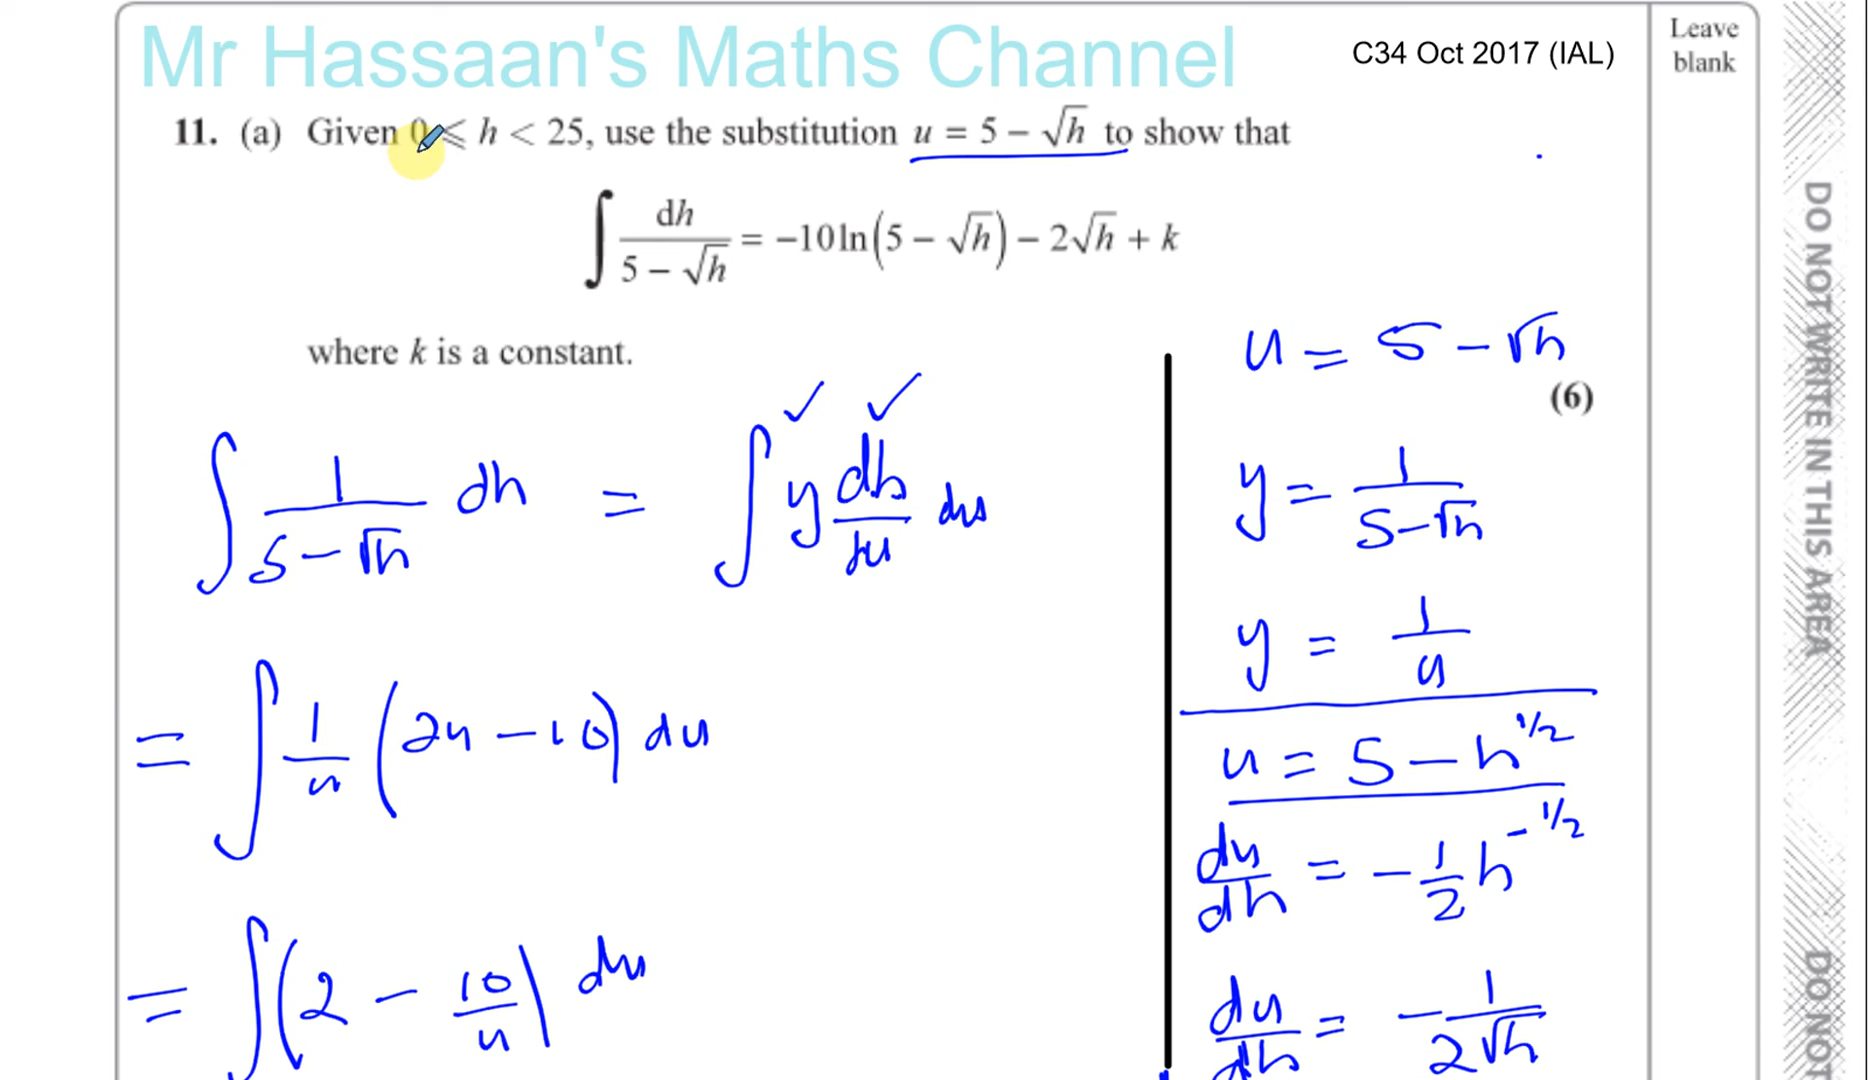 Mr Hassaan's Maths Channel
C34 Oct 2017 (IAL)
Leave
blank
11. (a) Given 0 ⩽ h < 25, use the substitution u = 5 − √h to show that
∫ dh/(5 − √h) = −10ln(5 − √h) − 2√h + k
where k is a constant.
(6)
∫ 1/(5 − √h) dh = ∫ y dh/du du
= ∫ 1/u (2u − 10) du
= ∫ (2 − 10/u) du
u = 5 − √h
y = 1/(5 − √h)
y = 1/u
u = 5 − h^1/2
du/dh = − 1/2 h^−1/2
du/dh = − 1/(2√h)
DO NOT WRITE IN THIS AREA
DO NOT